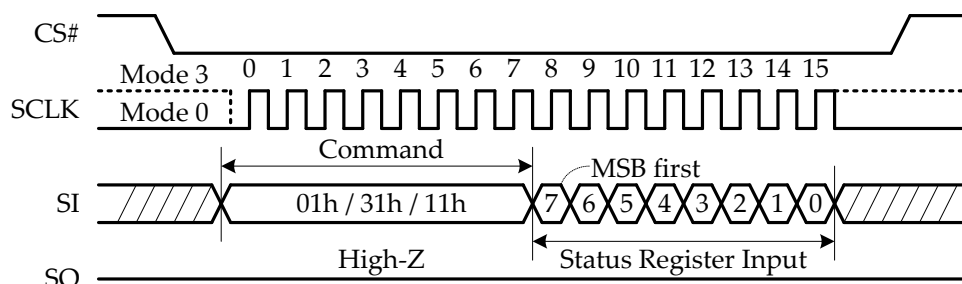 CS#
0 1 2 3 4 5 6 7 8 9 10 11 12 13 14 15
Mode 3
SCLK
Mode 0
Command
MSB first
SI
01h / 31h / 11h
7 6 5 4 3 2 1 0
High-Z
Status Register Input
SO